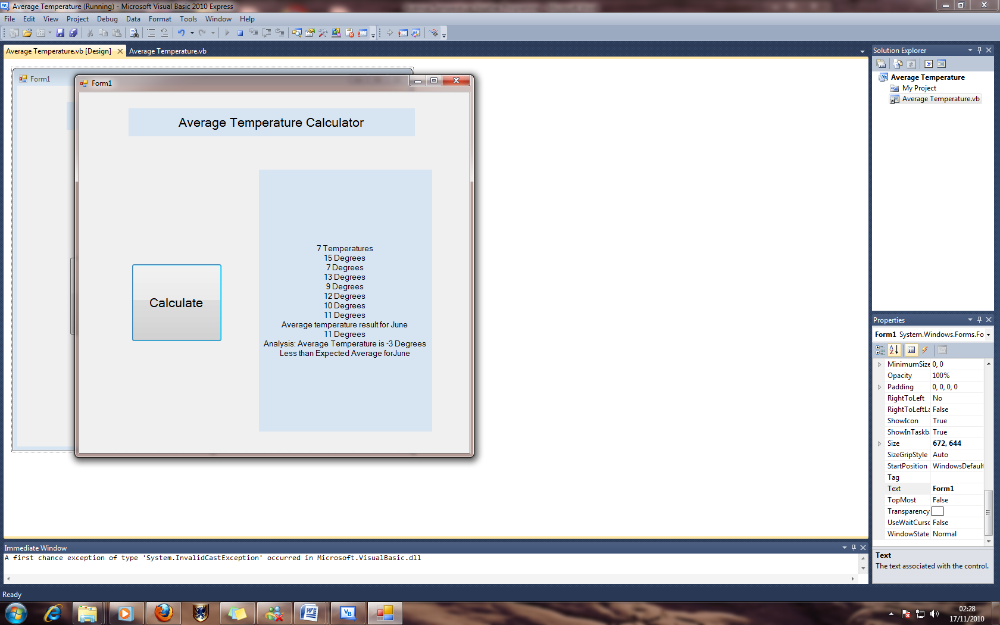 Average Temperature (Running) - Microsoft Visual Basic 2010 Express
File Edit View Project Debug Data Format Tools Window Help
Average Temperature.vb [Design] Average Temperature.vb
Form1
Form1
Average Temperature Calculator
Calculate
7 Temperatures
15 Degrees
7 Degrees
13 Degrees
9 Degrees
12 Degrees
10 Degrees
11 Degrees
Average temperature result for June
11 Degrees
Analysis: Average Temperature is -3 Degrees
Less than Expected Average forJune
Solution Explorer
Average Temperature
My Project
Average Temperature.vb
Properties
Form1 System.Windows.Forms.Fo
MinimumSize 0, 0
Opacity 100%
Padding 0, 0, 0, 0
RightToLeft No
RightToLeftLa False
ShowIcon True
ShowInTaskb True
Size 672, 644
SizeGripStyle Auto
StartPosition WindowsDefault
Tag
Text Form1
TopMost False
Transparency
UseWaitCurso False
WindowState Normal
Text
The text associated with the control.
Immediate Window
A first chance exception of type 'System.InvalidCastException' occurred in Microsoft.VisualBasic.dll
Ready
02:28
17/11/2010